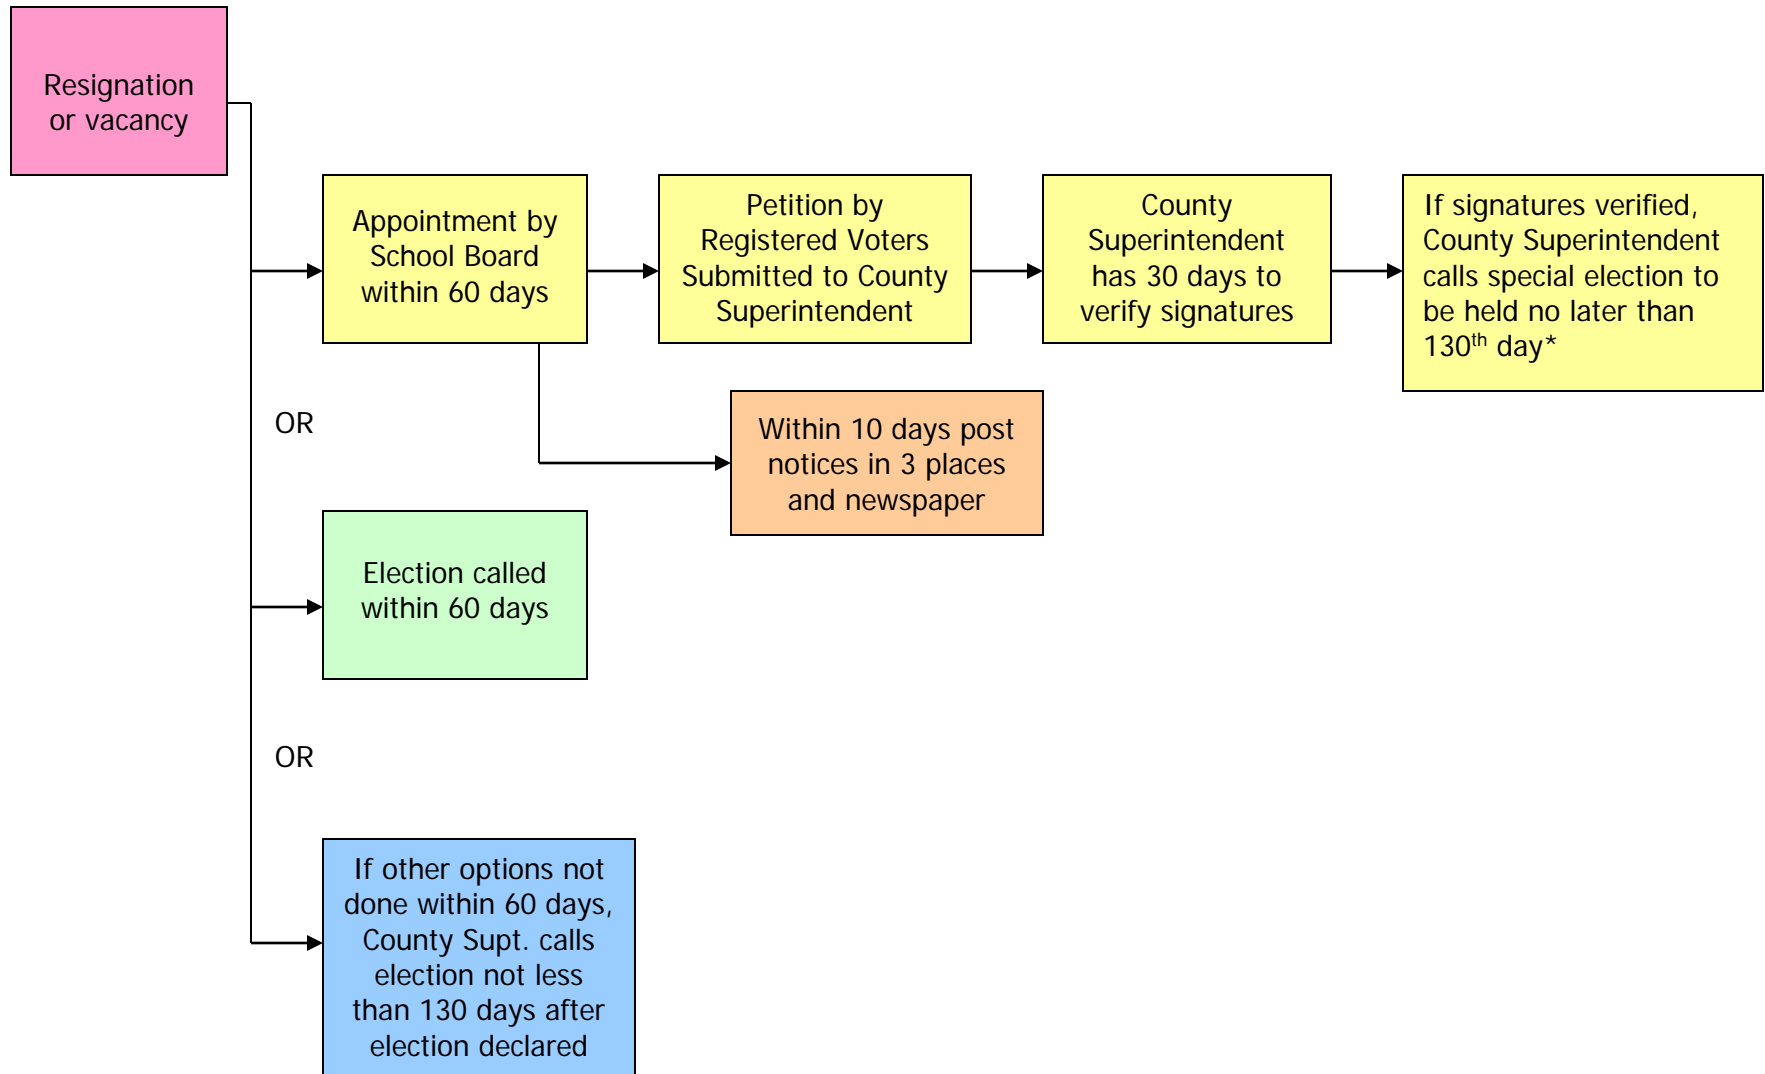 Resignation
or vacancy
Appointment by
School Board
within 60 days
Petition by
Registered Voters
Submitted to County
Superintendent
County
Superintendent
has 30 days to
verify signatures
If signatures verified,
County Superintendent
calls special election to
be held no later than
130th day*
OR
Within 10 days post
notices in 3 places
and newspaper
Election called
within 60 days
OR
If other options not
done within 60 days,
County Supt. calls
election not less
than 130 days after
election declared